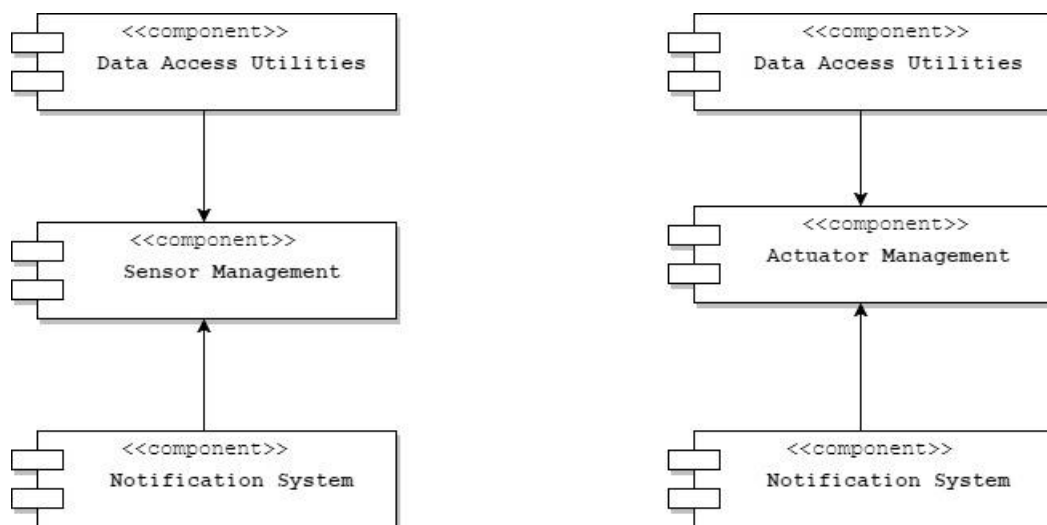 <<component>>
Data Access Utilities
<<component>>
Sensor Management
<<component>>
Notification System
<<component>>
Data Access Utilities
<<component>>
Actuator Management
<<component>>
Notification System